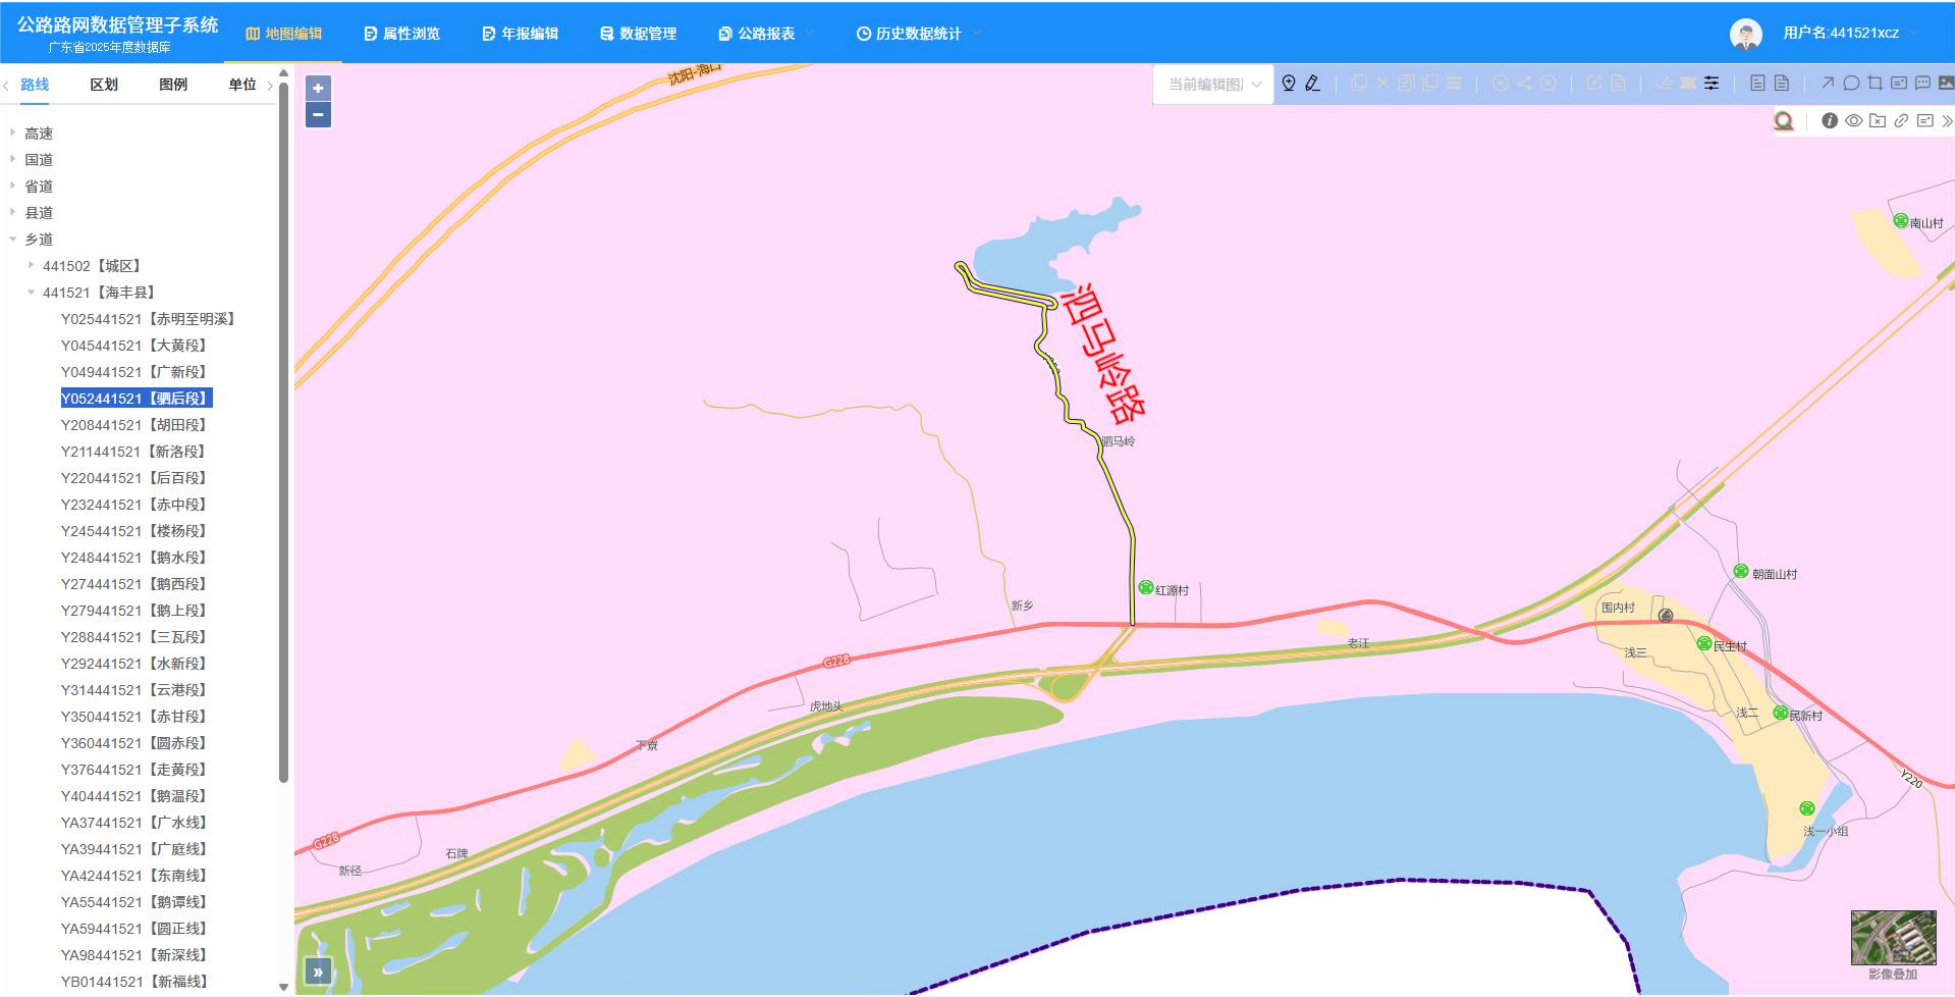 公路路网数据管理子系统
广东省2025年度数据库
地图编辑
属性浏览
年报编辑
数据管理
公路报表
历史数据统计
用户名:441521xcz
路线
区划
图例
单位
当前编辑图
高速
国道
省道
县道
乡道
441502【城区】
441521【海丰县】
Y025441521【赤明至明溪】
Y045441521【大黄段】
Y049441521【广新段】
Y052441521【驷后段】
Y208441521【胡田段】
Y211441521【新洛段】
Y220441521【后百段】
Y232441521【赤中段】
Y245441521【楼杨段】
Y248441521【鹅水段】
Y274441521【鹅西段】
Y279441521【鹅上段】
Y288441521【三瓦段】
Y292441521【水新段】
Y314441521【云港段】
Y350441521【赤甘段】
Y360441521【圆赤段】
Y376441521【走黄段】
Y404441521【鹅温段】
YA37441521【广水线】
YA39441521【广庭线】
YA42441521【东南线】
YA55441521【鹅谭线】
YA59441521【圆正线】
YA98441521【新深线】
YB01441521【新福线】
沈阳-海口
南山村
泗马岭路
驷马岭
红源村
新乡
朝面山村
围内村
民生村
老汪
浅三
G228
虎地头
浅二
民新村
下寮
Y220
G228
浅一小组
石牌
新径
影像叠加